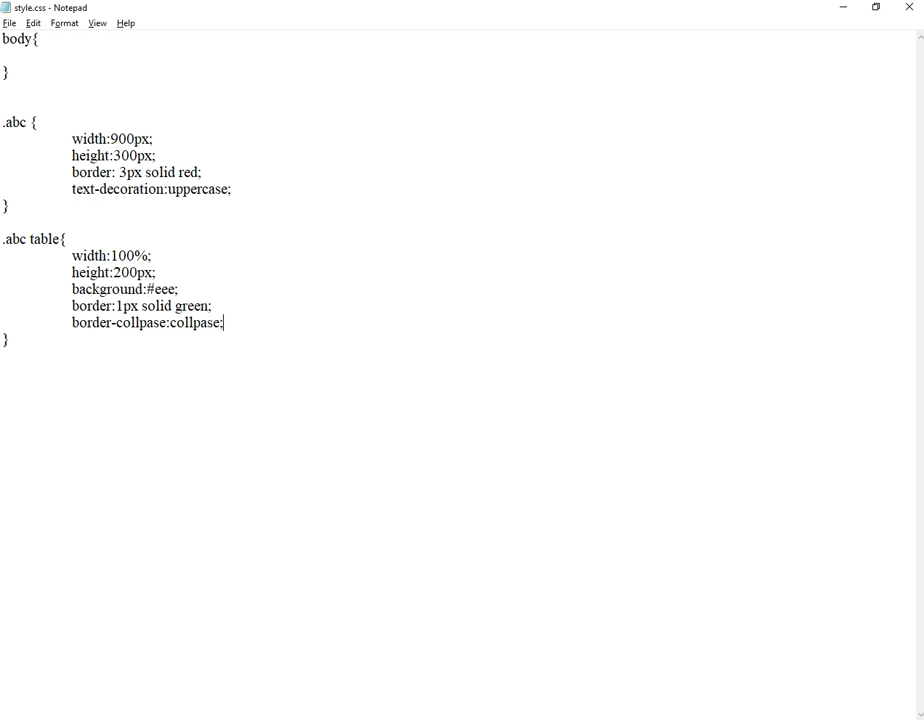 style.css - Notepad
File Edit Format View Help
body{
}
.abc {
width:900px;
height:300px;
border: 3px solid red;
text-decoration:uppercase;
}
.abc table{
width:100%;
height:200px;
background:#eee;
border:1px solid green;
border-collpase:collpase;
}